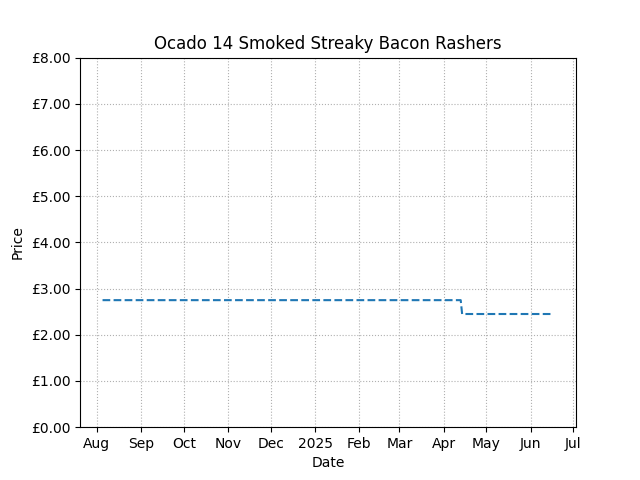 Ocado 14 Smoked Streaky Bacon Rashers
£8.00
£7.00
£6.00
£5.00
£4.00
£3.00
£2.00
£1.00
£0.00
Price
Aug Sep Oct Nov Dec 2025 Feb Mar Apr May Jun Jul
Date